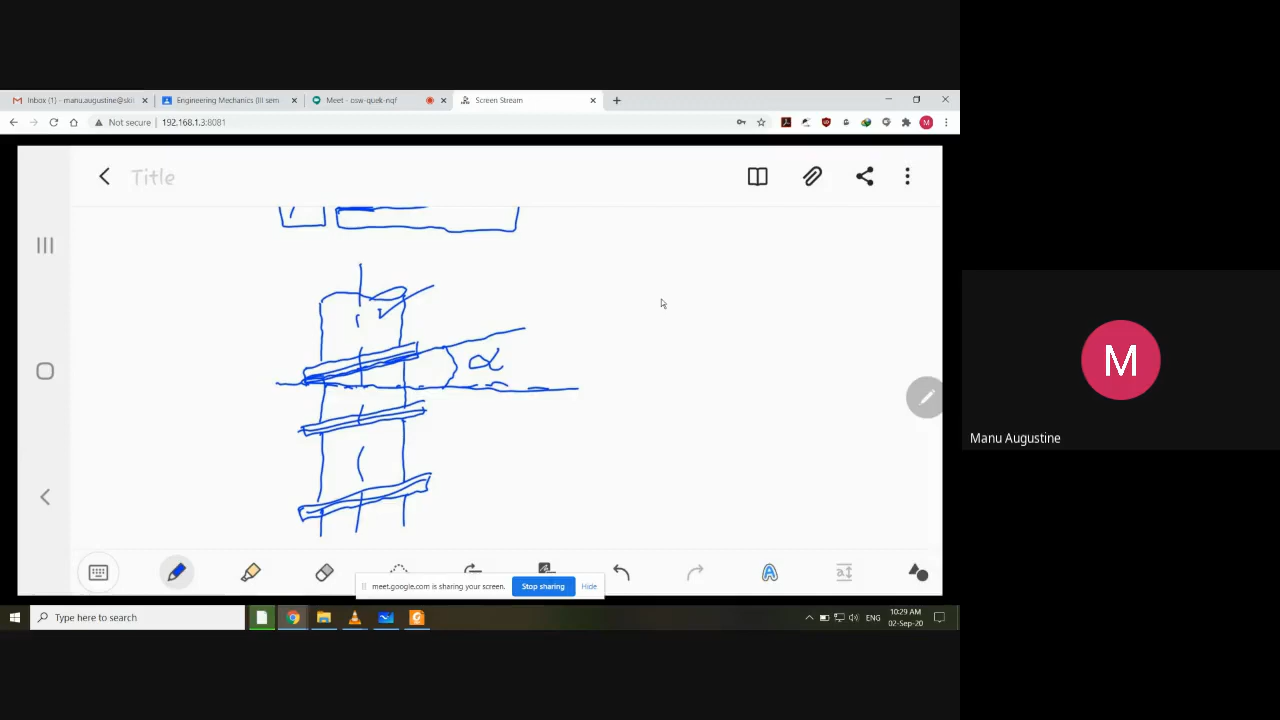 Inbox (1) - manu.augustine@ski
Engineering Mechanics (III sem
Meet - osw-quek-nqf
Screen Stream
Not secure
192.168.1.3:8081
Title
α
M
Manu Augustine
meet.google.com is sharing your screen.
Stop sharing
Hide
Type here to search
ENG
10:29 AM
02-Sep-20